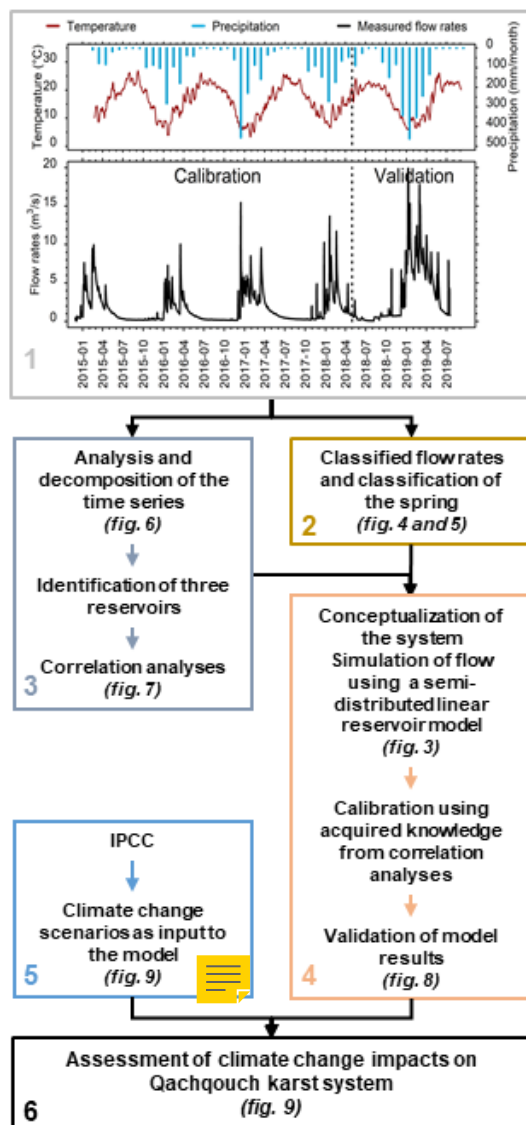 Temperature Precipitation Measured flow rates
Temperature (°C)
30
20
10
0
0
100
200
300
400
500
Precipitation (mm/month)
Calibration Validation
Flow rates (m³/s)
20
15
10
5
0
2015-01
2015-04
2015-07
2015-10
2016-01
2016-04
2016-07
2016-10
2017-01
2017-04
2017-07
2017-10
2018-01
2018-04
2018-07
2018-10
2019-01
2019-04
2019-07
1
Analysis and
decomposition of the
time series
(fig. 6)
Identification of three
reservoirs
Correlation analyses
(fig. 7)
3
Classified flow rates
and classification of
the spring
(fig. 4 and 5)
2
Conceptualization of
the system
Simulation of flow
using a semi-
distributed linear
reservoir model
(fig. 3)
Calibration using
acquired knowledge
from correlation
analyses
Validation of model
results
(fig. 8)
4
IPCC
Climate change
scenarios as input to
the model
(fig. 9)
5
Assessment of climate change impacts on
Qachqouch karst system
(fig. 9)
6